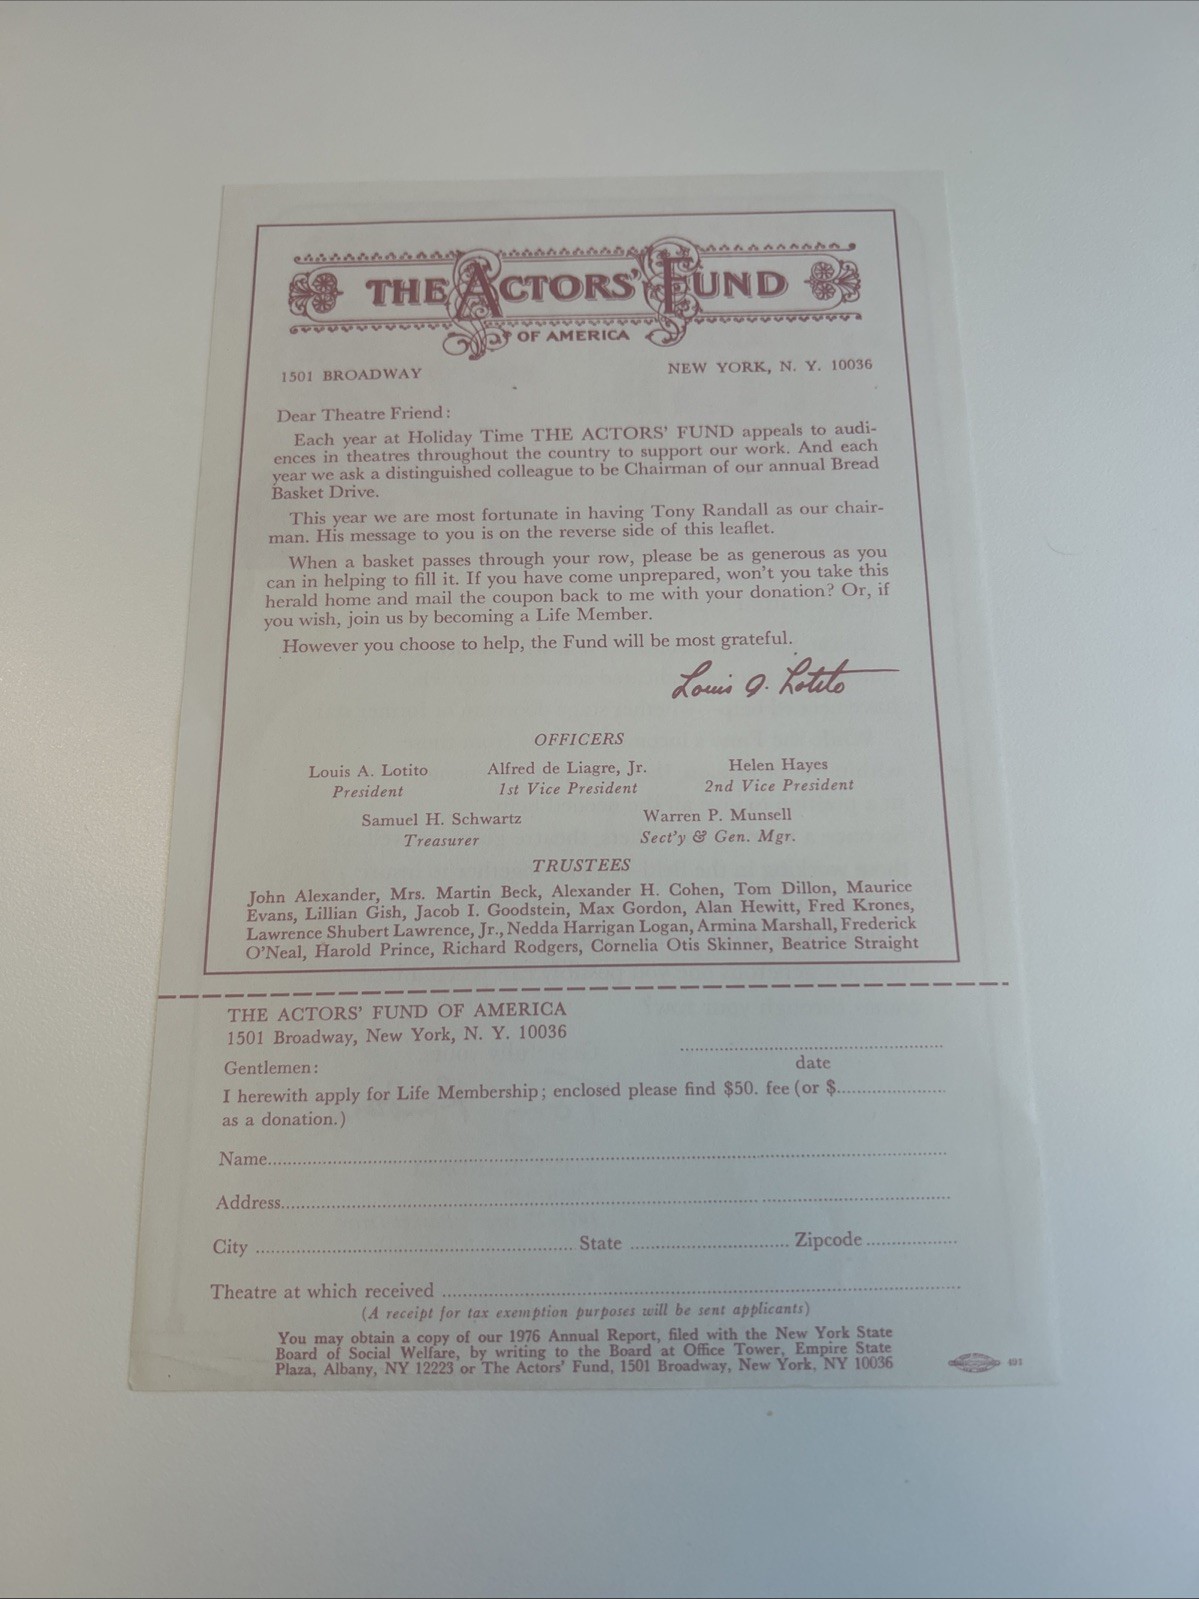 THE ACTORS' FUND
OF AMERICA
1501 BROADWAY
NEW YORK, N. Y. 10036
Dear Theatre Friend:
Each year at Holiday Time THE ACTORS' FUND appeals to audi-
ences in theatres throughout the country to support our work. And each
year we ask a distinguished colleague to be Chairman of our annual Bread
Basket Drive.
This year we are most fortunate in having Tony Randall as our chair-
man. His message to you is on the reverse side of this leaflet.
When a basket passes through your row, please be as generous as you
can in helping to fill it. If you have come unprepared, won't you take this
herald home and mail the coupon back to me with your donation? Or, if
you wish, join us by becoming a Life Member.
However you choose to help, the Fund will be most grateful.
Louis A. Lotito
OFFICERS
Louis A. Lotito Alfred de Liagre, Jr. Helen Hayes
President 1st Vice President 2nd Vice President
Samuel H. Schwartz Warren P. Munsell
Treasurer Sect'y & Gen. Mgr.
TRUSTEES
John Alexander, Mrs. Martin Beck, Alexander H. Cohen, Tom Dillon, Maurice
Evans, Lillian Gish, Jacob I. Goodstein, Max Gordon, Alan Hewitt, Fred Krones,
Lawrence Shubert Lawrence, Jr., Nedda Harrigan Logan, Armina Marshall, Frederick
O'Neal, Harold Prince, Richard Rodgers, Cornelia Otis Skinner, Beatrice Straight
THE ACTORS' FUND OF AMERICA
1501 Broadway, New York, N. Y. 10036
date
Gentlemen:
I herewith apply for Life Membership; enclosed please find $50. fee (or $....................
as a donation.)
Name....................
Address....................
City .................... State .................... Zipcode....................
Theatre at which received ....................
(A receipt for tax exemption purposes will be sent applicants)
You may obtain a copy of our 1976 Annual Report, filed with the New York State
Board of Social Welfare, by writing to the Board at Office Tower, Empire State
Plaza, Albany, NY 12223 or The Actors' Fund, 1501 Broadway, New York, NY 10036